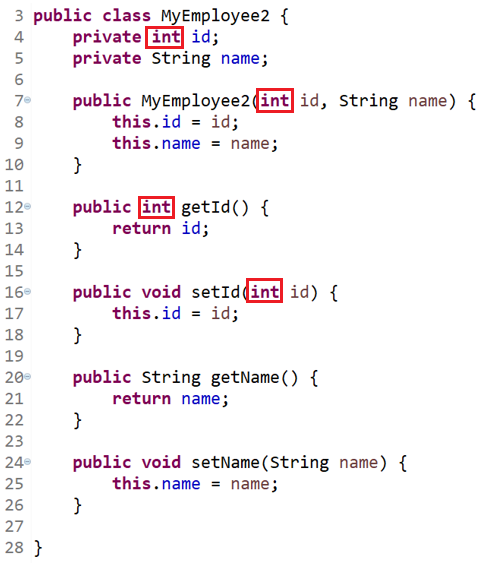 3 public class MyEmployee2 {
4     private int id;
5     private String name;
6
7     public MyEmployee2(int id, String name) {
8         this.id = id;
9         this.name = name;
10     }
11
12     public int getId() {
13         return id;
14     }
15
16     public void setId(int id) {
17         this.id = id;
18     }
19
20     public String getName() {
21         return name;
22     }
23
24     public void setName(String name) {
25         this.name = name;
26     }
27
28 }